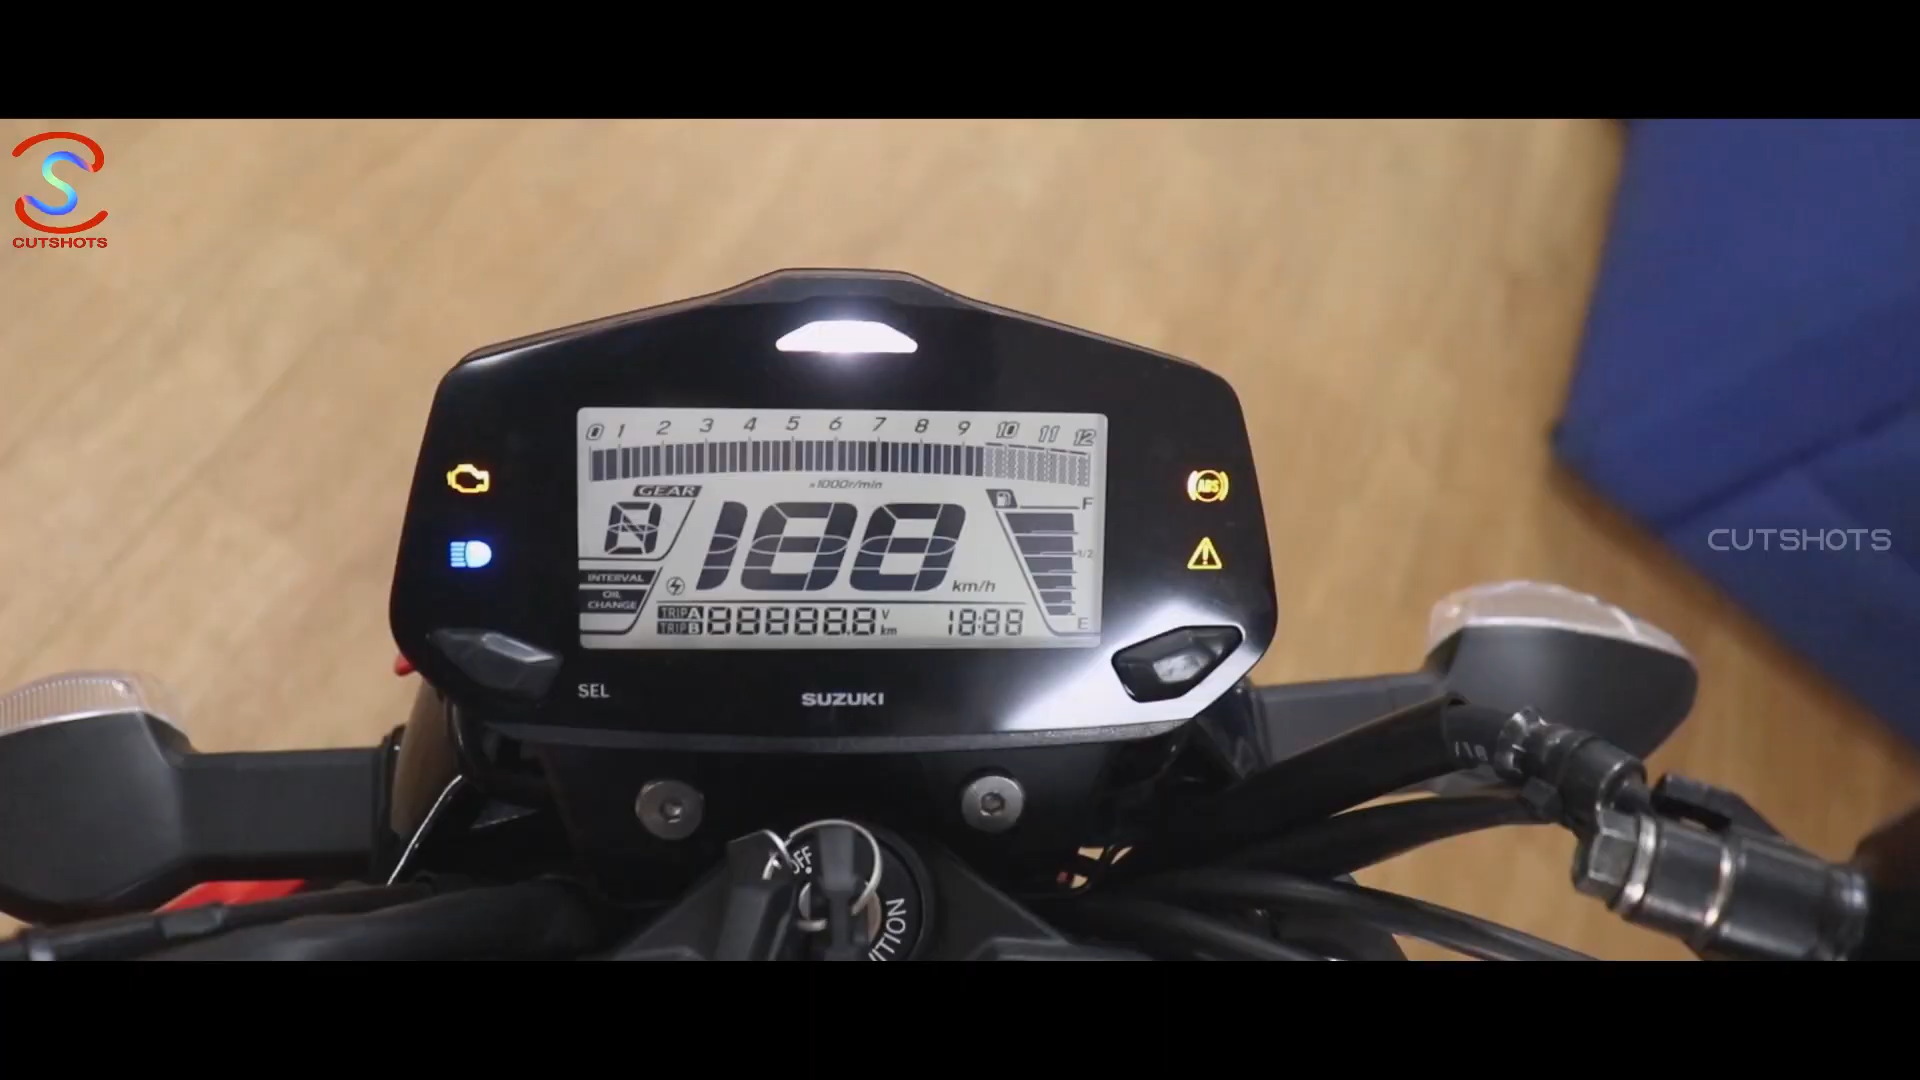 CUTSHOTS
0 1 2 3 4 5 6 7 8 9 10 11 12
x1000r/min
GEAR
N
188
km/h
F
1/2
E
INTERVAL
OIL
CHANGE
TRIP A
TRIP B
888888.8
V
km
18:88
ABS
SEL
SUZUKI
CUTSHOTS
OFF